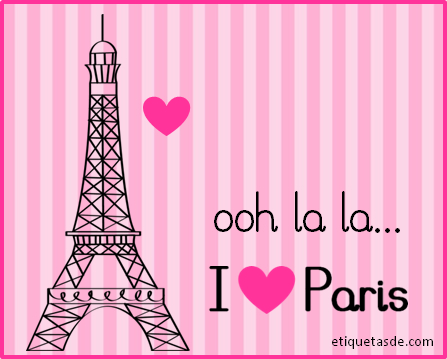 ooh la la...
I ♥ Paris
etiquetasde.com